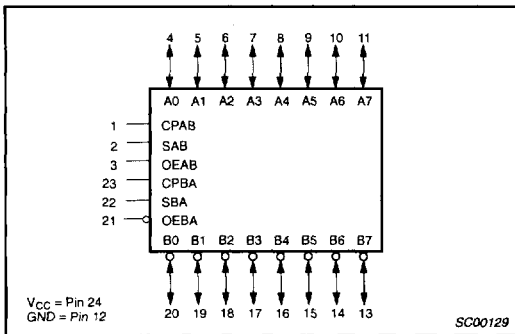 4 5 6 7 8 9 10 11
A0 A1 A2 A3 A4 A5 A6 A7
1 CPAB
2 SAB
3 OEAB
23 CPBA
22 SBA
21 OEBA
B0 B1 B2 B3 B4 B5 B6 B7
20 19 18 17 16 15 14 13
VCC = Pin 24
GND = Pin 12
SC00129